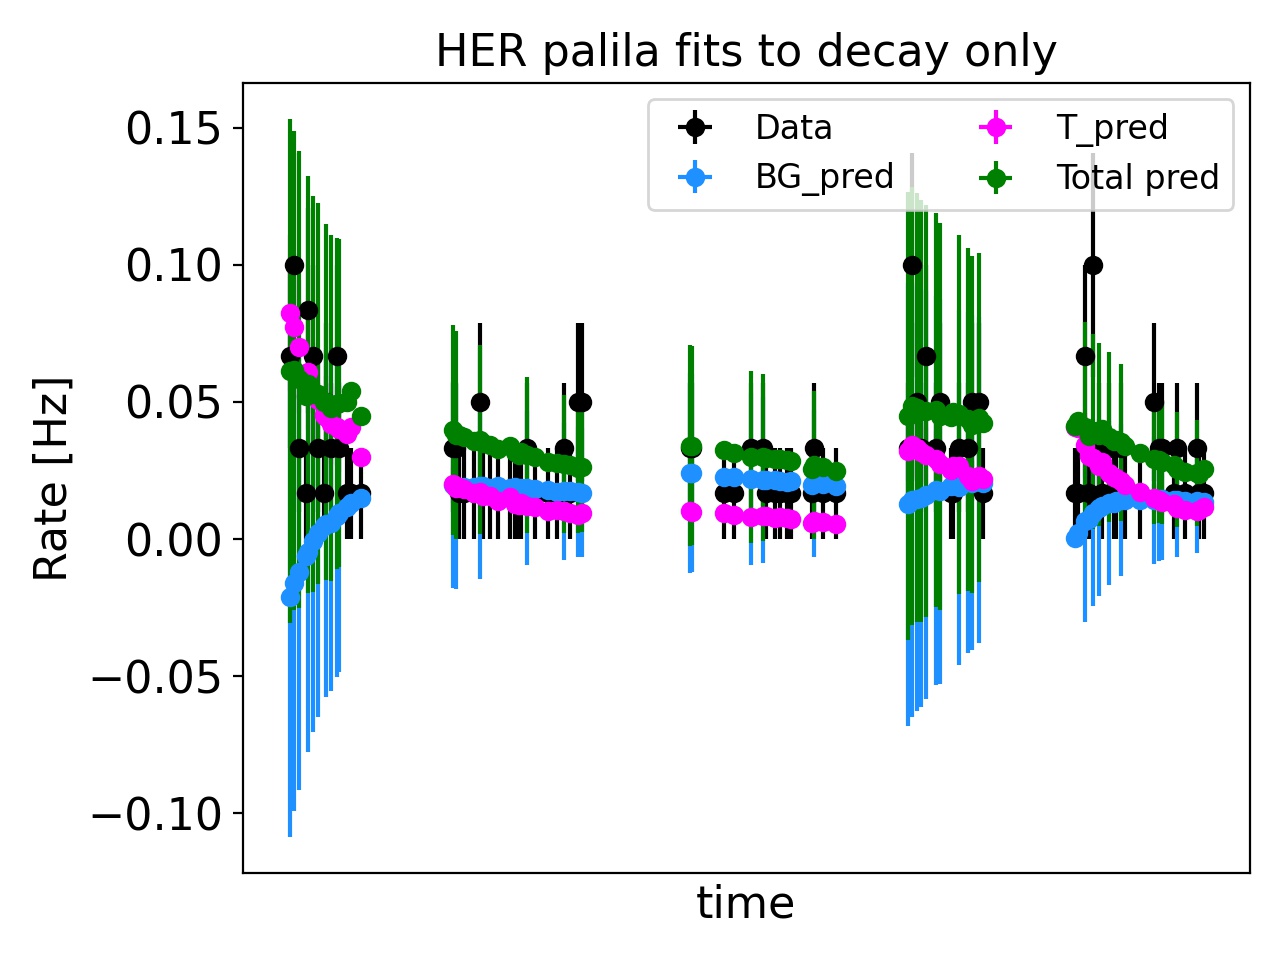 HER palila fits to decay only
Data
BG_pred
T_pred
Total pred
0.15
0.10
0.05
0.00
−0.05
−0.10
Rate [Hz]
time